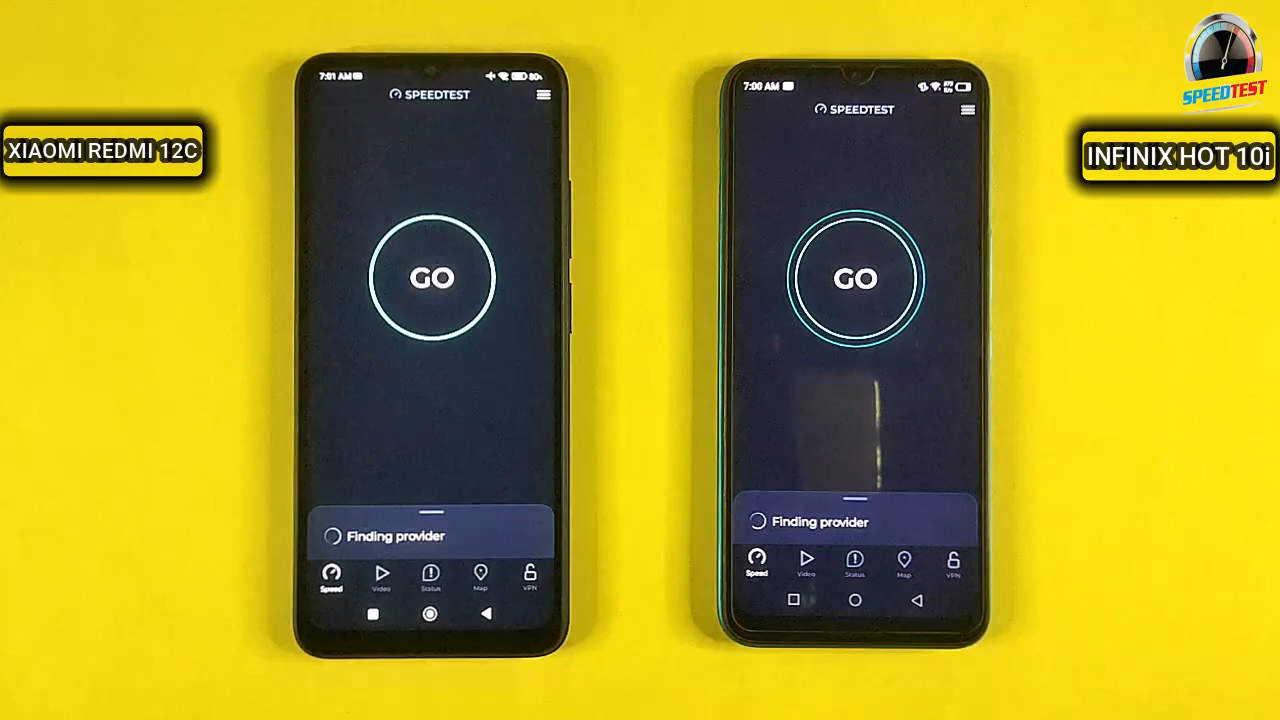 XIAOMI REDMI 12C
7:01 AM
80%
SPEEDTEST
GO
Finding provider
Speed
Video
Status
Map
VPN
7:00 AM
SPEEDTEST
GO
Finding provider
Speed
Video
Status
Map
VPN
SPEEDTEST
INFINIX HOT 10i